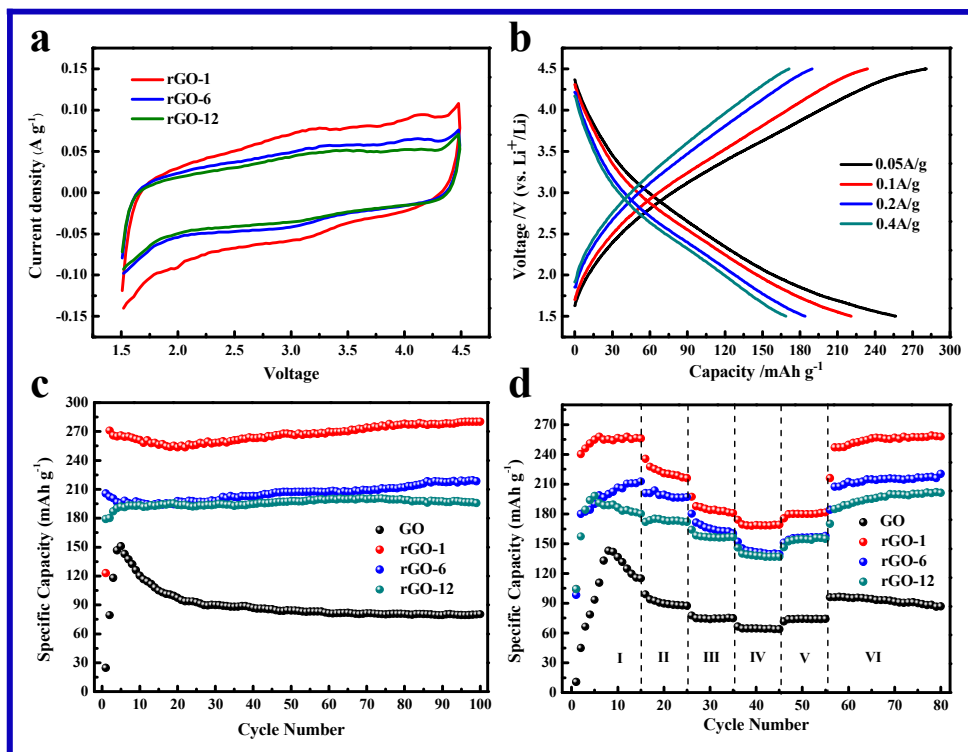 a
0.15
0.10
0.05
0.00
-0.05
-0.10
-0.15
Current density (A g-1)
rGO-1
rGO-6
rGO-12
1.5 2.0 2.5 3.0 3.5 4.0 4.5
Voltage
b
4.5
4.0
3.5
3.0
2.5
2.0
1.5
Voltage /V (vs. Li+/Li)
0.05A/g
0.1A/g
0.2A/g
0.4A/g
0 30 60 90 120 150 180 210 240 270 300
Capacity /mAh g-1
c
300
270
240
210
180
150
120
90
60
30
0
Specific Capacity (mAh g-1)
GO
rGO-1
rGO-6
rGO-12
0 10 20 30 40 50 60 70 80 90 100
Cycle Number
d
300
270
240
210
180
150
120
90
60
30
0
Specific Capacity (mAh g-1)
GO
rGO-1
rGO-6
rGO-12
I II III IV V VI
0 10 20 30 40 50 60 70 80
Cycle Number